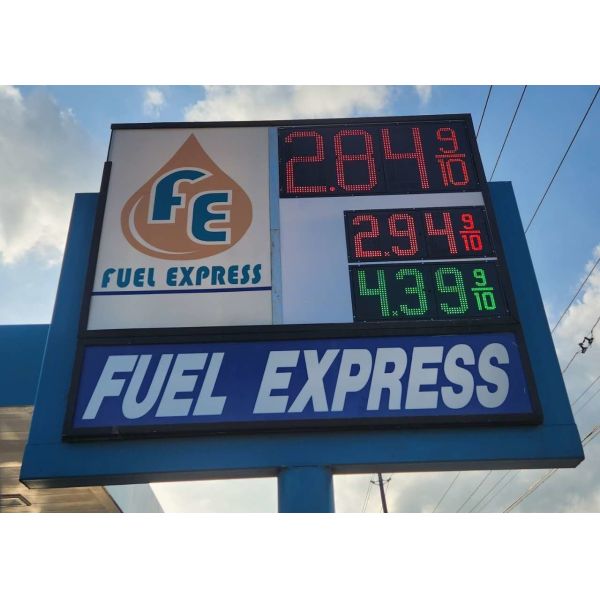 FE
FUEL EXPRESS
2.84 9/10
2.94 9/10
4.39 9/10
FUEL EXPRESS